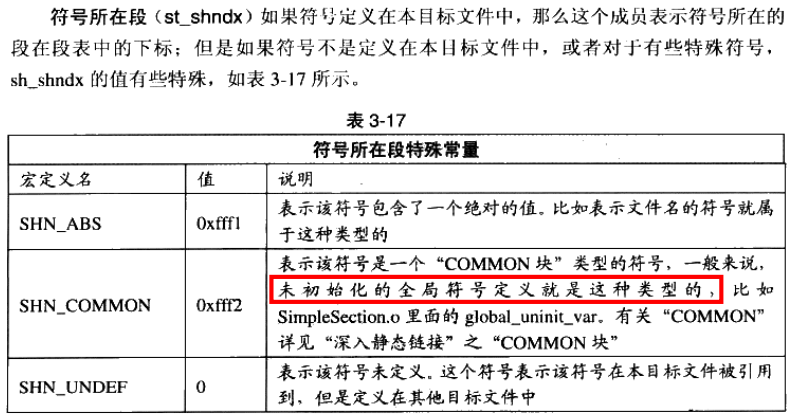 符号所在段（st_shndx）如果符号定义在本目标文件中，那么这个成员表示符号所在的
段在段表中的下标；但是如果符号不是定义在本目标文件中，或者对于有些特殊符号，
sh_shndx 的值有些特殊，如表 3-17 所示。
表 3-17
符号所在段特殊常量
宏定义名 值 说明
SHN_ABS 0xfff1 表示该符号包含了一个绝对的值。比如表示文件名的符号就属
于这种类型的
SHN_COMMON 0xfff2 表示该符号是一个“COMMON 块”类型的符号，一般来说，
未初始化的全局符号定义就是这种类型的，比如
SimpleSection.o 里面的 global_uninit_var。有关“COMMON”
详见“深入静态链接”之“COMMON 块”
SHN_UNDEF 0 表示该符号未定义。这个符号表示该符号在本目标文件被引用
到，但是定义在其他目标文件中